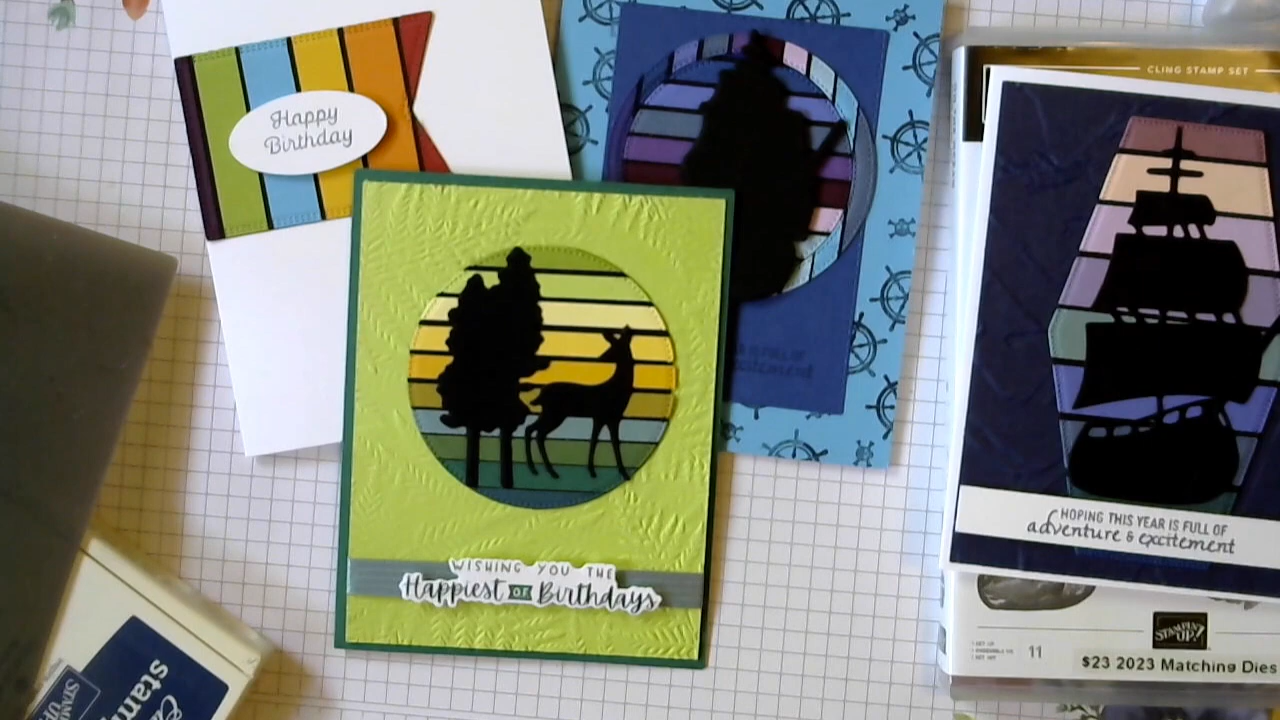 CLING STAMP SET
Happy
Birthday
HOPING THIS YEAR IS FULL OF
adventure & excitement
WISHING YOU THE
Happiest OF Birthdays
STAMPIN' UP!
11
$23 2023 Matching Dies